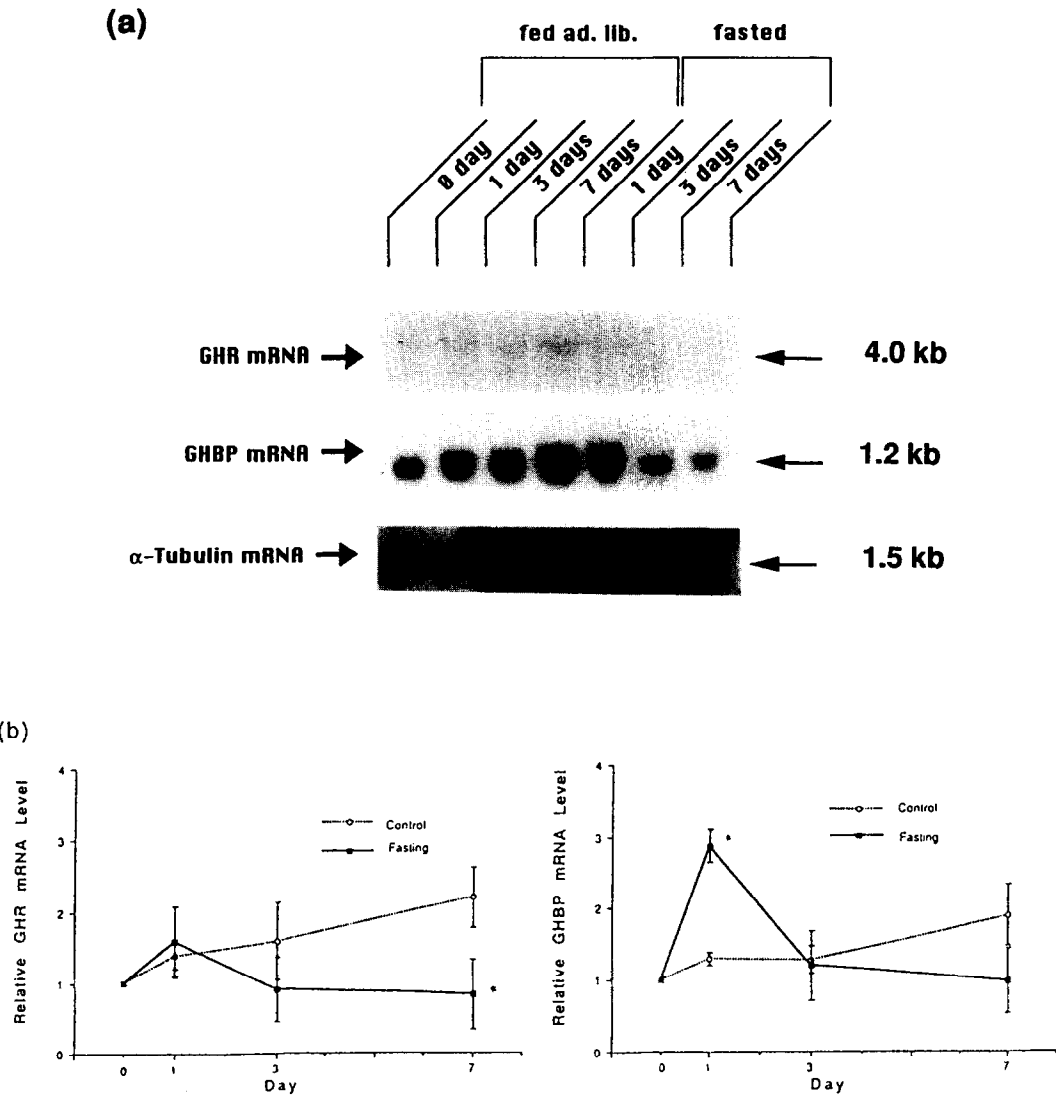 (a)
fed ad. lib.
fasted
0 day
1 day
3 days
7 days
1 day
3 days
7 days
GHR mRNA
4.0 kb
GHBP mRNA
1.2 kb
α-Tubulin mRNA
1.5 kb
(b)
Relative GHR mRNA Level
4
3
2
1
0
Control
Fasting
*
0
1
3
7
Day
Relative GHBP mRNA Level
4
3
2
1
0
*
Control
Fasting
0
1
3
7
Day